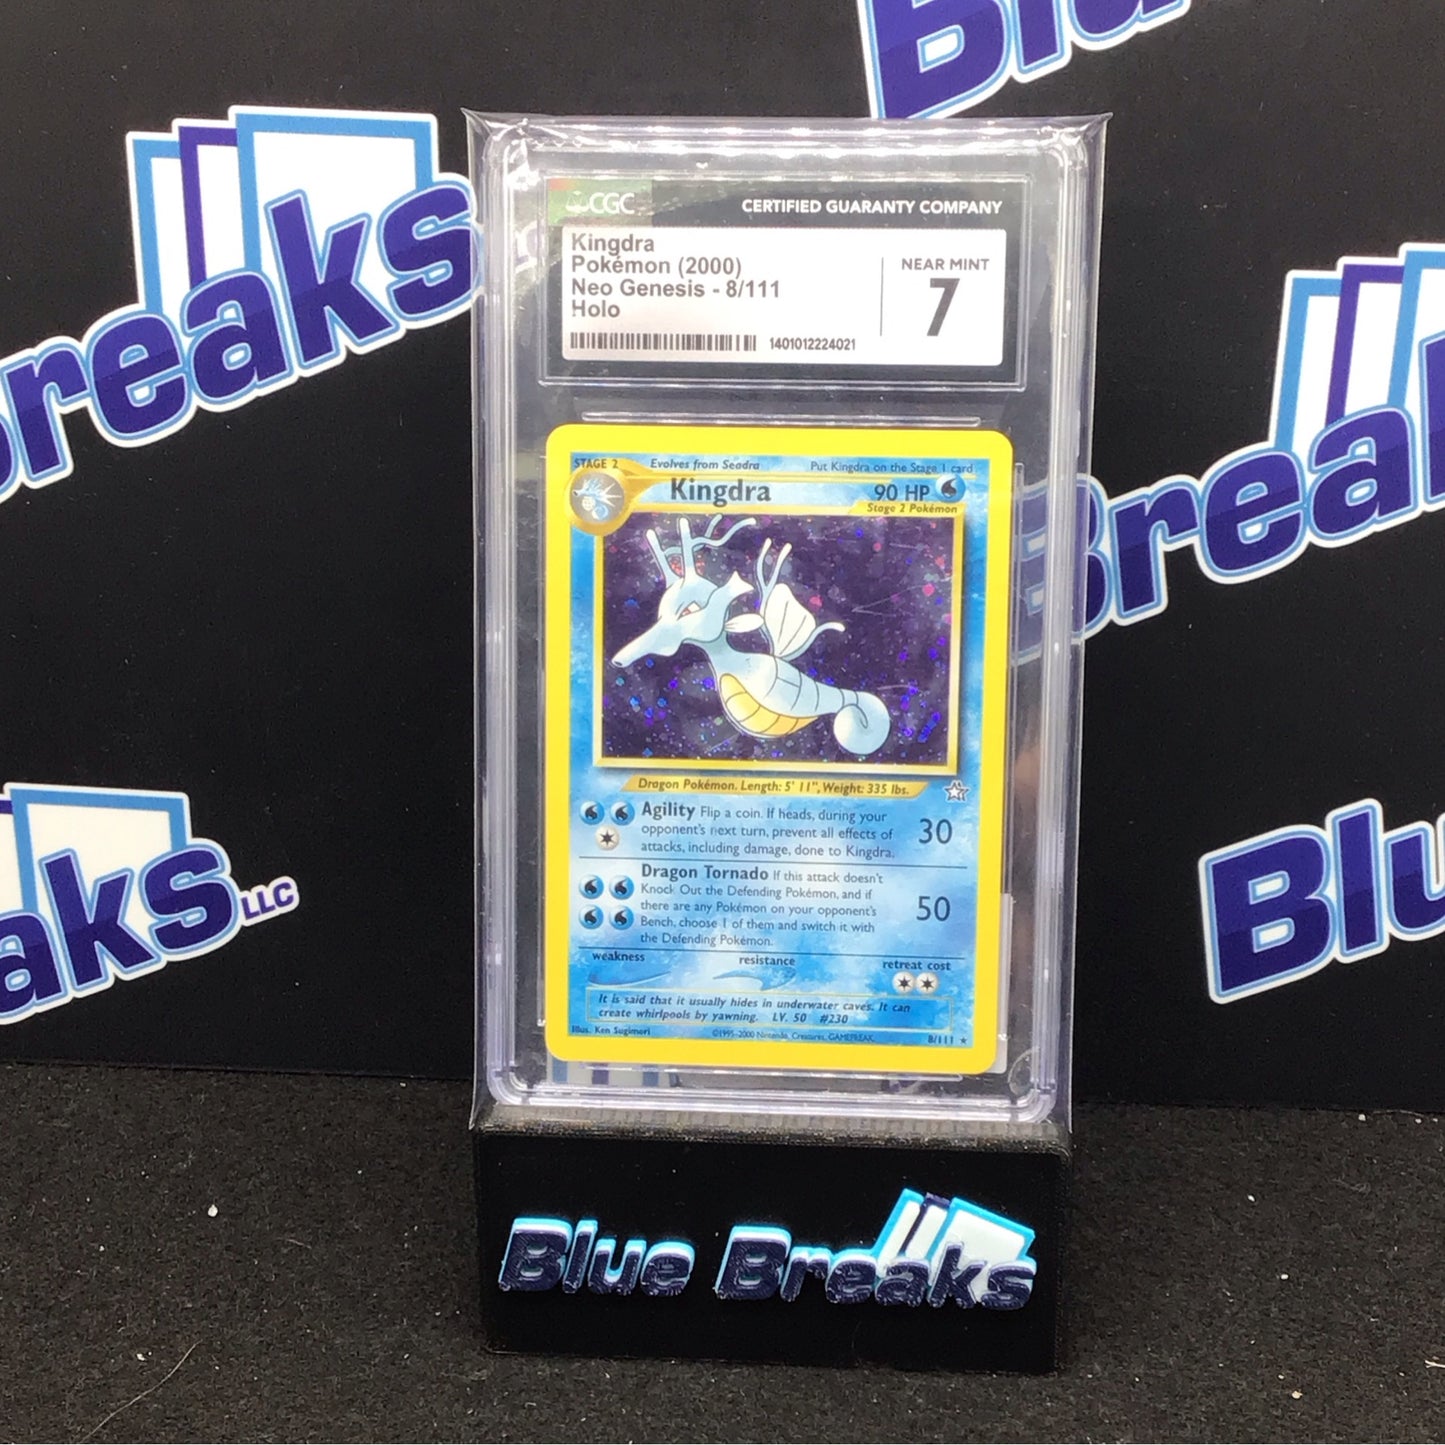 Blue
Breaks
Breaks
Breaks
Blu
aks LLC
CGC
CERTIFIED GUARANTY COMPANY
Kingdra
Pokémon (2000)
Neo Genesis - 8/111
Holo
NEAR MINT
7
1401012224021
STAGE 2 Evolves from Seadra Put Kingdra on the Stage 1 card
Kingdra 90 HP
Stage 2 Pokémon
Dragon Pokémon. Length: 5' 11", Weight: 335 lbs.
Agility Flip a coin. If heads, during your
opponent's next turn, prevent all effects of
attacks, including damage, done to Kingdra.
30
Dragon Tornado If this attack doesn't
Knock Out the Defending Pokémon, and if
there are any Pokémon on your opponent's
Bench, choose 1 of them and switch it with
the Defending Pokémon.
50
weakness resistance retreat cost
It is said that it usually hides in underwater caves. It can
create whirlpools by yawning. LV. 50 #230
Illus. Ken Sugimori ©1995-2000 Nintendo, Creatures, GAMEFREAK. 8/111
Blue Breaks